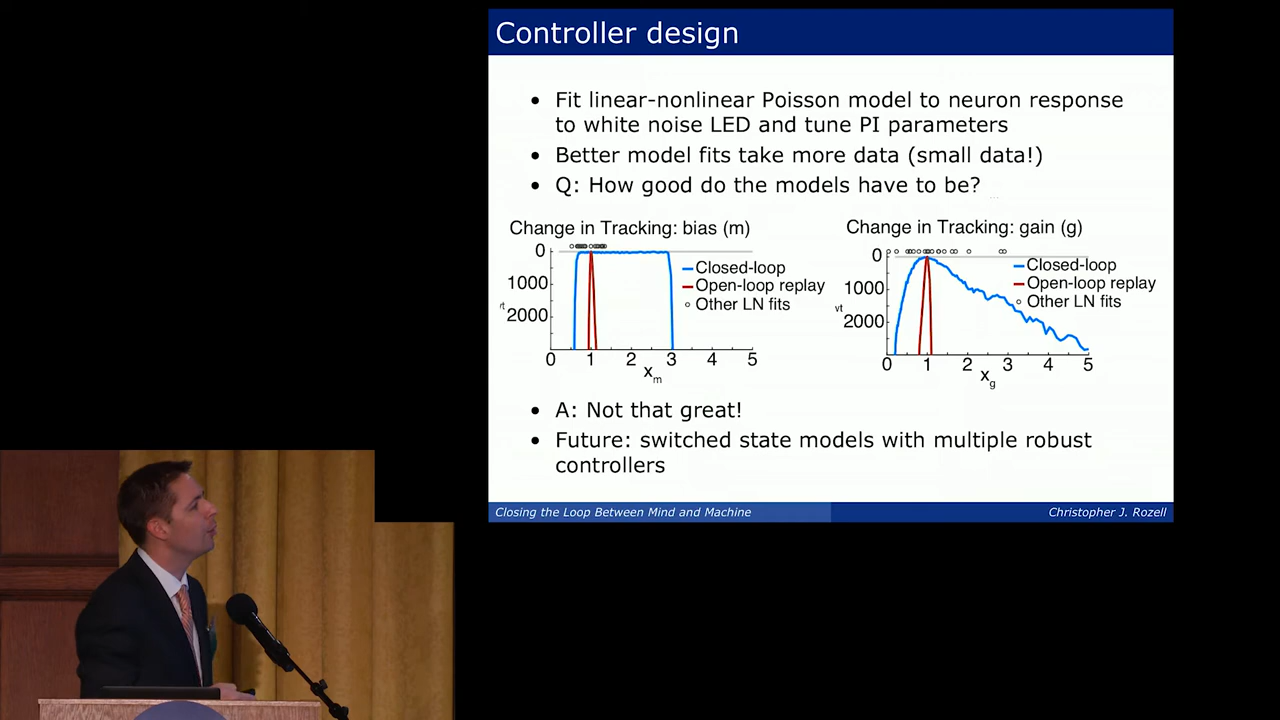 Controller design
• Fit linear-nonlinear Poisson model to neuron response
to white noise LED and tune PI parameters
• Better model fits take more data (small data!)
• Q: How good do the models have to be?
Change in Tracking: bias (m)
0
1000
2000
Closed-loop
Open-loop replay
Other LN fits
0 1 2 3 4 5
xm
Change in Tracking: gain (g)
0
1000
2000
Closed-loop
Open-loop replay
Other LN fits
0 1 2 3 4 5
xg
• A: Not that great!
• Future: switched state models with multiple robust
controllers
Closing the Loop Between Mind and Machine
Christopher J. Rozell